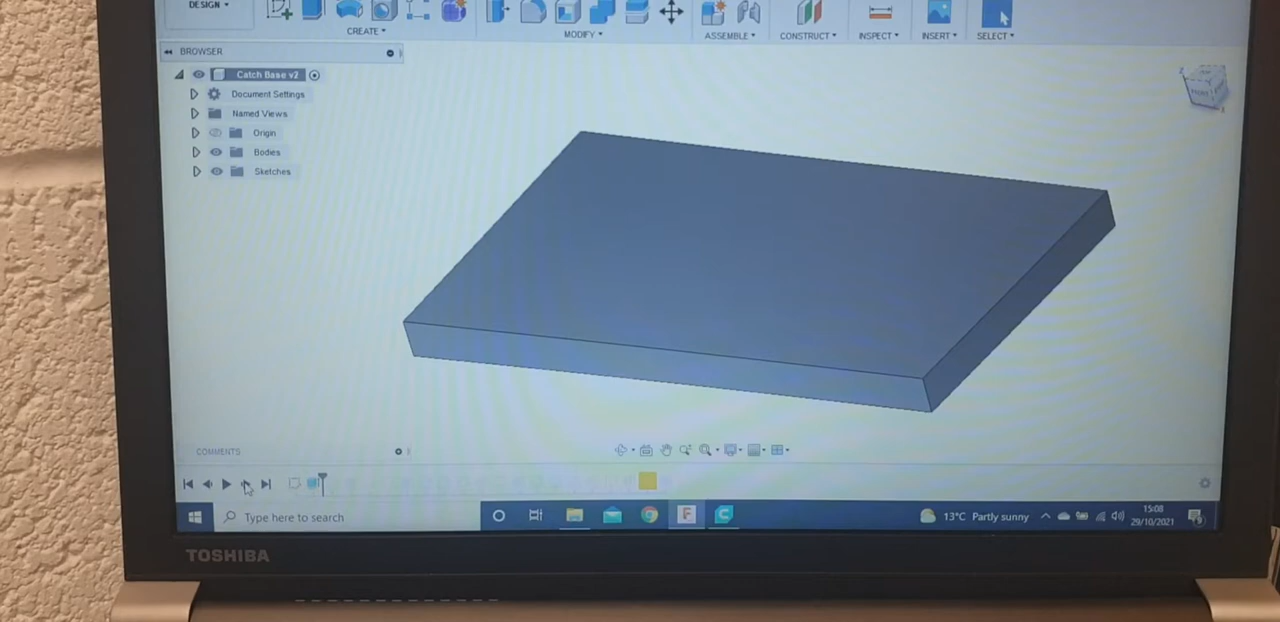 DESIGN
CREATE
MODIFY
ASSEMBLE
CONSTRUCT
INSPECT
INSERT
SELECT
BROWSER
Catch Base v2
Document Settings
Named Views
Origin
Bodies
Sketches
COMMENTS
Type here to search
13°C Partly sunny
15:08
29/10/2021
TOSHIBA